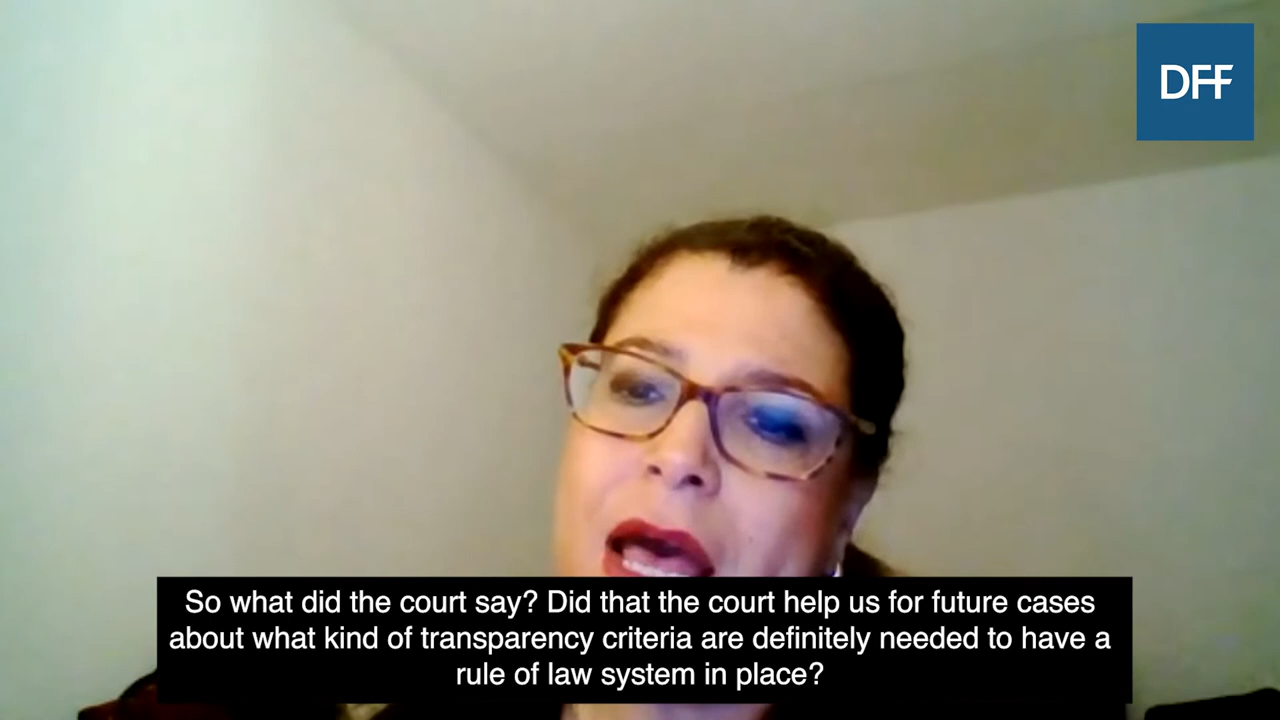 DFF
So what did the court say? Did that the court help us for future cases
about what kind of transparency criteria are definitely needed to have a
rule of law system in place?